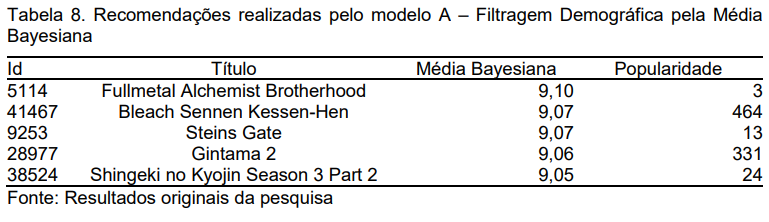 Tabela 8. Recomendações realizadas pelo modelo A – Filtragem Demográfica pela Média
Bayesiana
Id Título Média Bayesiana Popularidade
5114 Fullmetal Alchemist Brotherhood 9,10 3
41467 Bleach Sennen Kessen-Hen 9,07 464
9253 Steins Gate 9,07 13
28977 Gintama 2 9,06 331
38524 Shingeki no Kyojin Season 3 Part 2 9,05 24
Fonte: Resultados originais da pesquisa